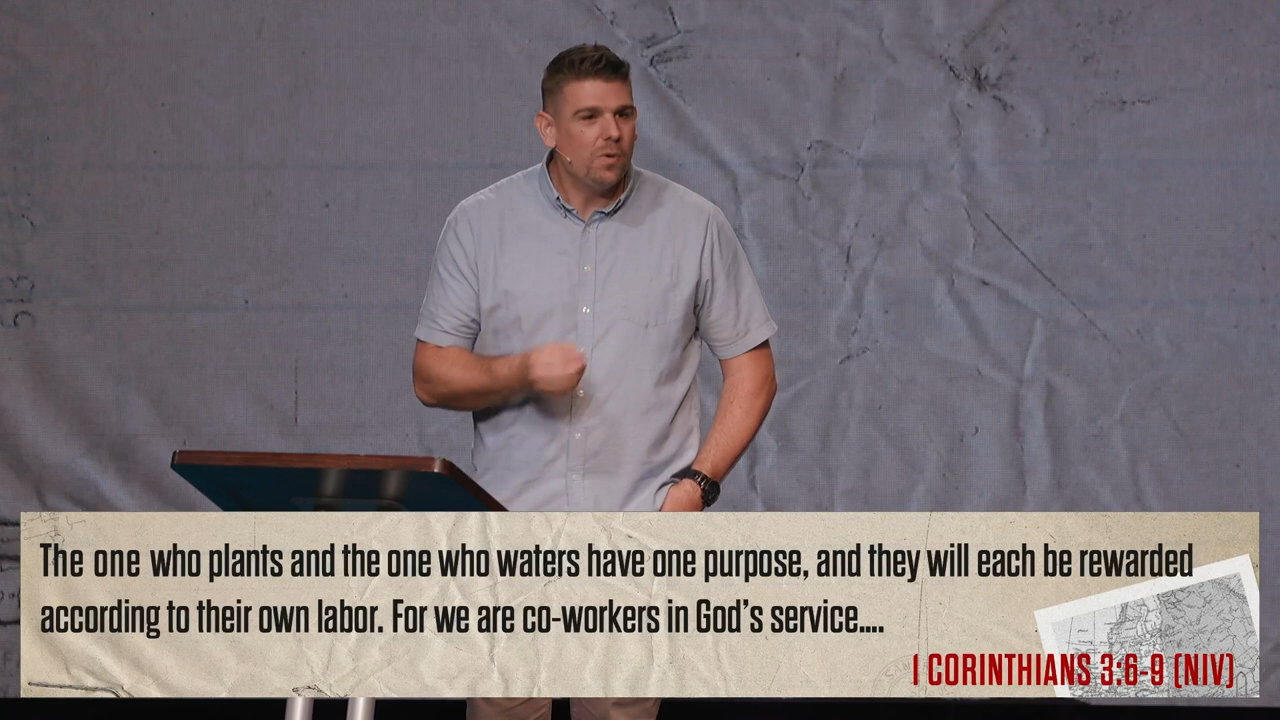 The one who plants and the one who waters have one purpose, and they will each be rewarded
according to their own labor. For we are co-workers in God's service....
1 CORINTHIANS 3:6-9 (NIV)